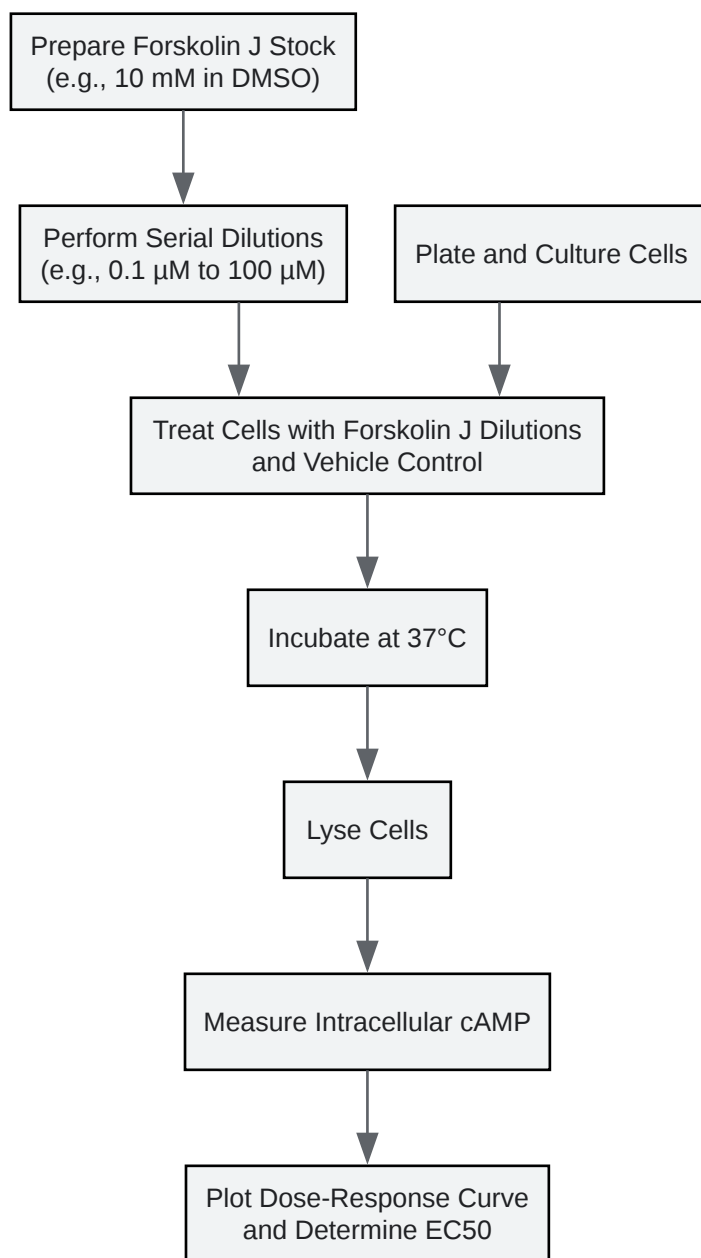 Prepare Forskolin J Stock
(e.g., 10 mM in DMSO)
Perform Serial Dilutions
(e.g., 0.1 µM to 100 µM)
Plate and Culture Cells
Treat Cells with Forskolin J Dilutions
and Vehicle Control
Incubate at 37°C
Lyse Cells
Measure Intracellular cAMP
Plot Dose-Response Curve
and Determine EC50